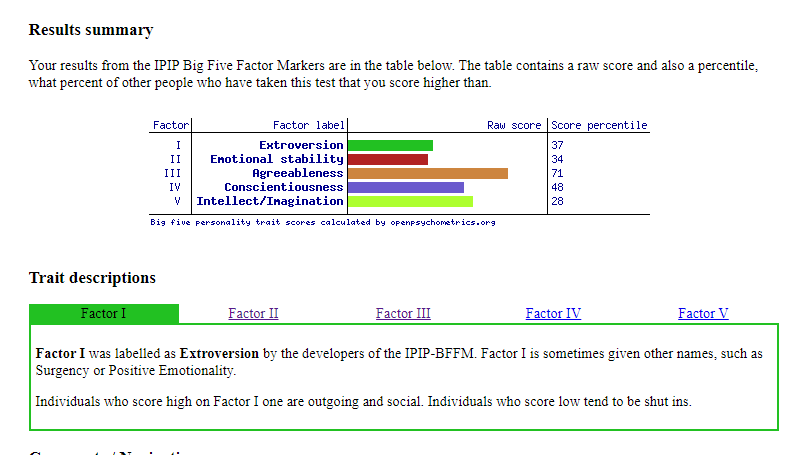 Results summary
Your results from the IPIP Big Five Factor Markers are in the table below. The table contains a raw score and also a percentile,
what percent of other people who have taken this test that you score higher than.
Factor Factor label Raw score Score percentile
I Extroversion 37
II Emotional stability 34
III Agreeableness 71
IV Conscientiousness 48
V Intellect/Imagination 28
Big five personality trait scores calculated by openpsychometrics.org
Trait descriptions
Factor I Factor II Factor III Factor IV Factor V
Factor I was labelled as Extroversion by the developers of the IPIP-BFFM. Factor I is sometimes given other names, such as
Surgency or Positive Emotionality.
Individuals who score high on Factor I one are outgoing and social. Individuals who score low tend to be shut ins.